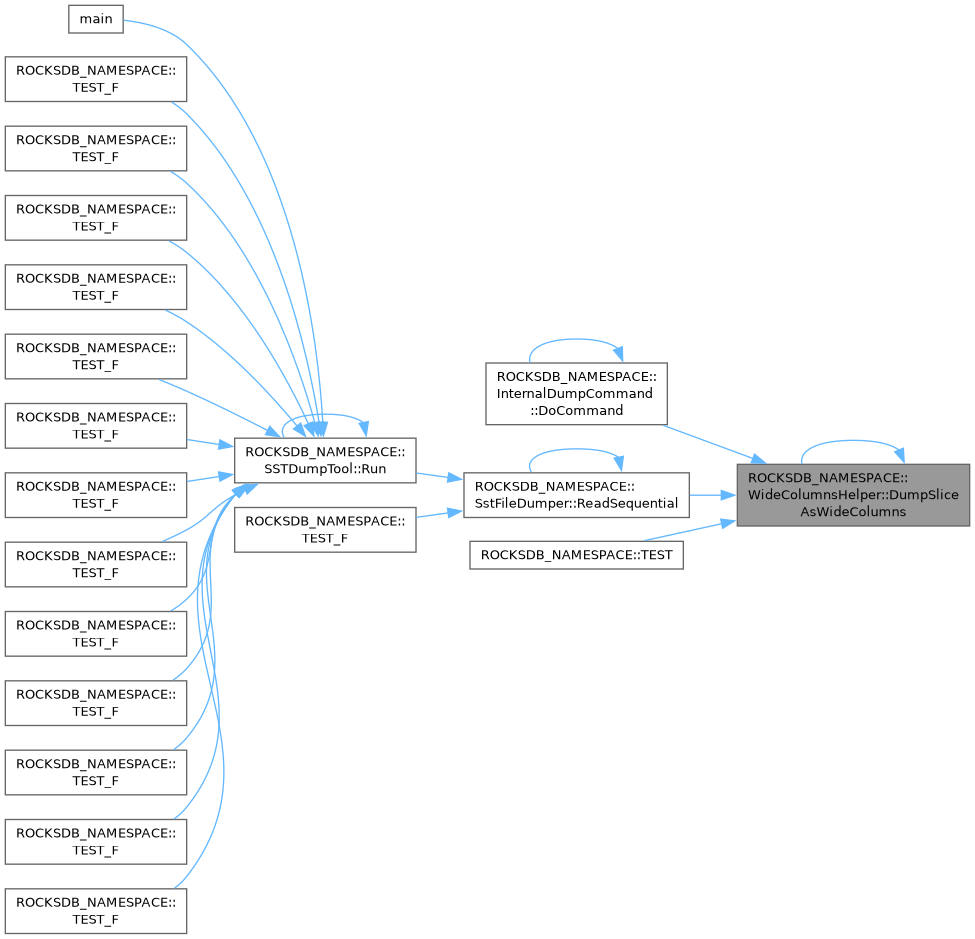 main
ROCKSDB_NAMESPACE::
TEST_F
ROCKSDB_NAMESPACE::
TEST_F
ROCKSDB_NAMESPACE::
TEST_F
ROCKSDB_NAMESPACE::
TEST_F
ROCKSDB_NAMESPACE::
TEST_F
ROCKSDB_NAMESPACE::
TEST_F
ROCKSDB_NAMESPACE::
TEST_F
ROCKSDB_NAMESPACE::
TEST_F
ROCKSDB_NAMESPACE::
TEST_F
ROCKSDB_NAMESPACE::
TEST_F
ROCKSDB_NAMESPACE::
TEST_F
ROCKSDB_NAMESPACE::
TEST_F
ROCKSDB_NAMESPACE::
TEST_F
ROCKSDB_NAMESPACE::
SSTDumpTool::Run
ROCKSDB_NAMESPACE::
TEST_F
ROCKSDB_NAMESPACE::
InternalDumpCommand
::DoCommand
ROCKSDB_NAMESPACE::
SstFileDumper::ReadSequential
ROCKSDB_NAMESPACE::TEST
ROCKSDB_NAMESPACE::
WideColumnsHelper::DumpSlice
AsWideColumns